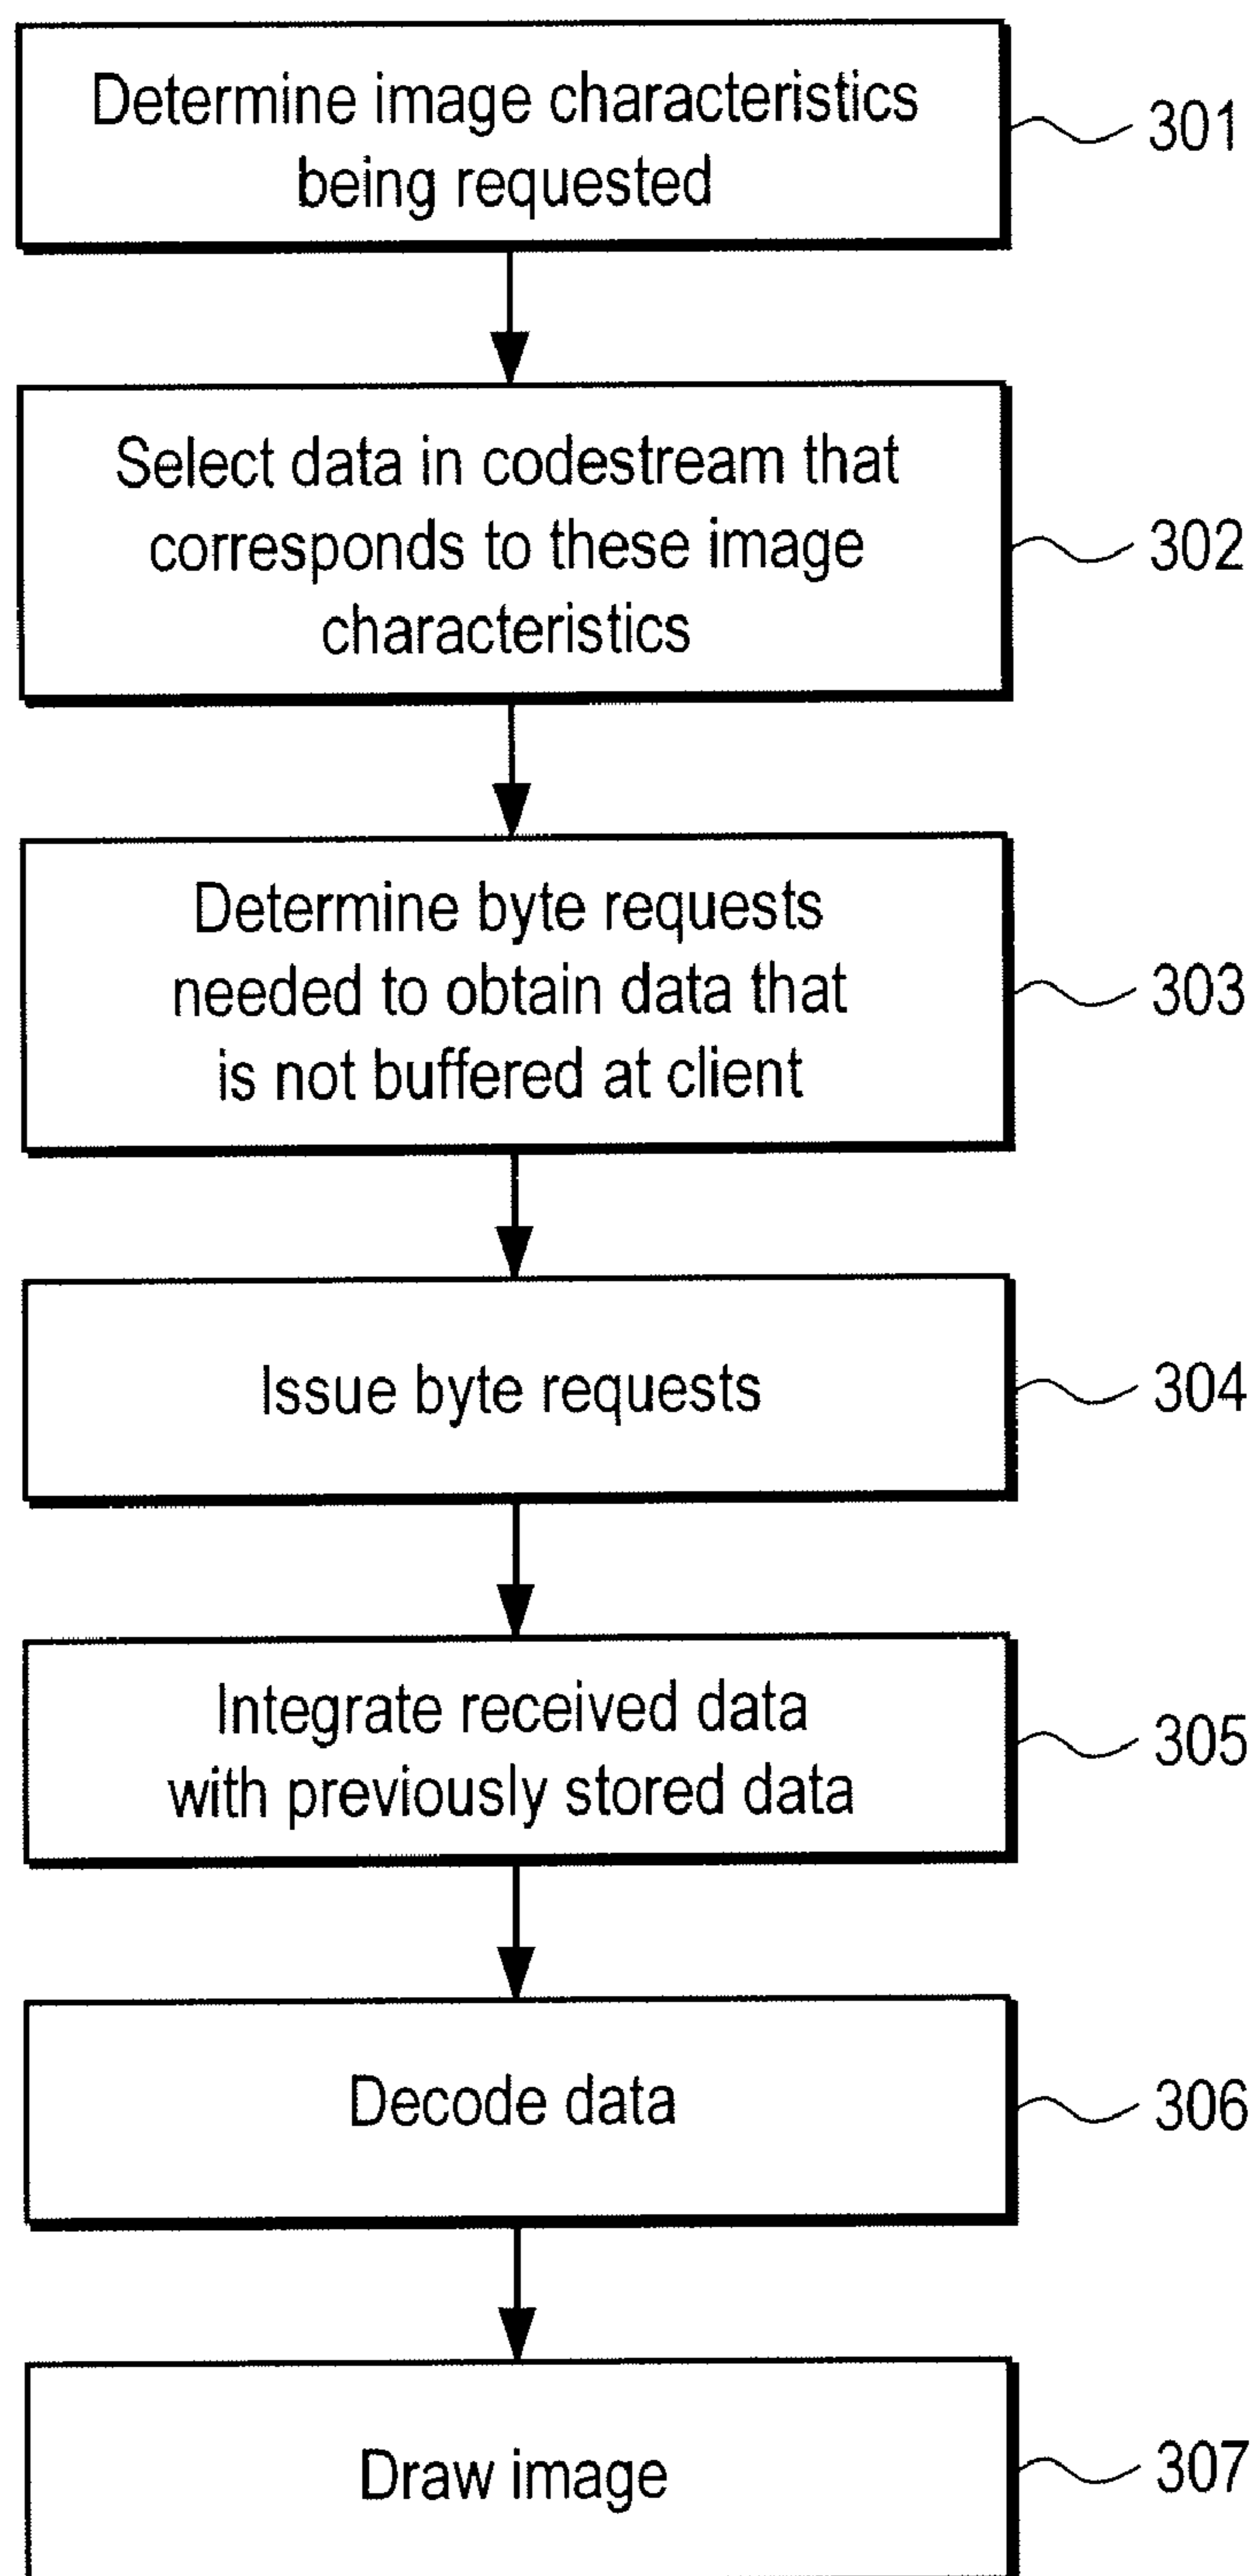 Determine image characteristics
being requested
301
Select data in codestream that
corresponds to these image
characteristics
302
Determine byte requests
needed to obtain data that
is not buffered at client
303
Issue byte requests
304
Integrate received data
with previously stored data
305
Decode data
306
Draw image
307